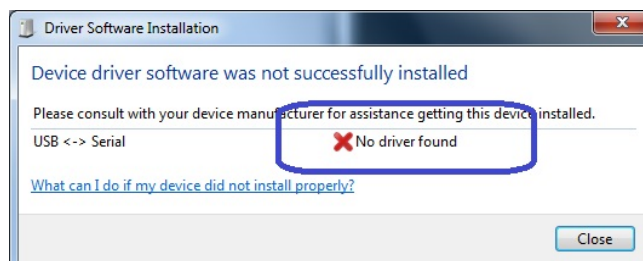 Driver Software Installation
Device driver software was not successfully installed
Please consult with your device manufacturer for assistance getting this device installed.
USB <-> Serial No driver found
What can I do if my device did not install properly?
Close